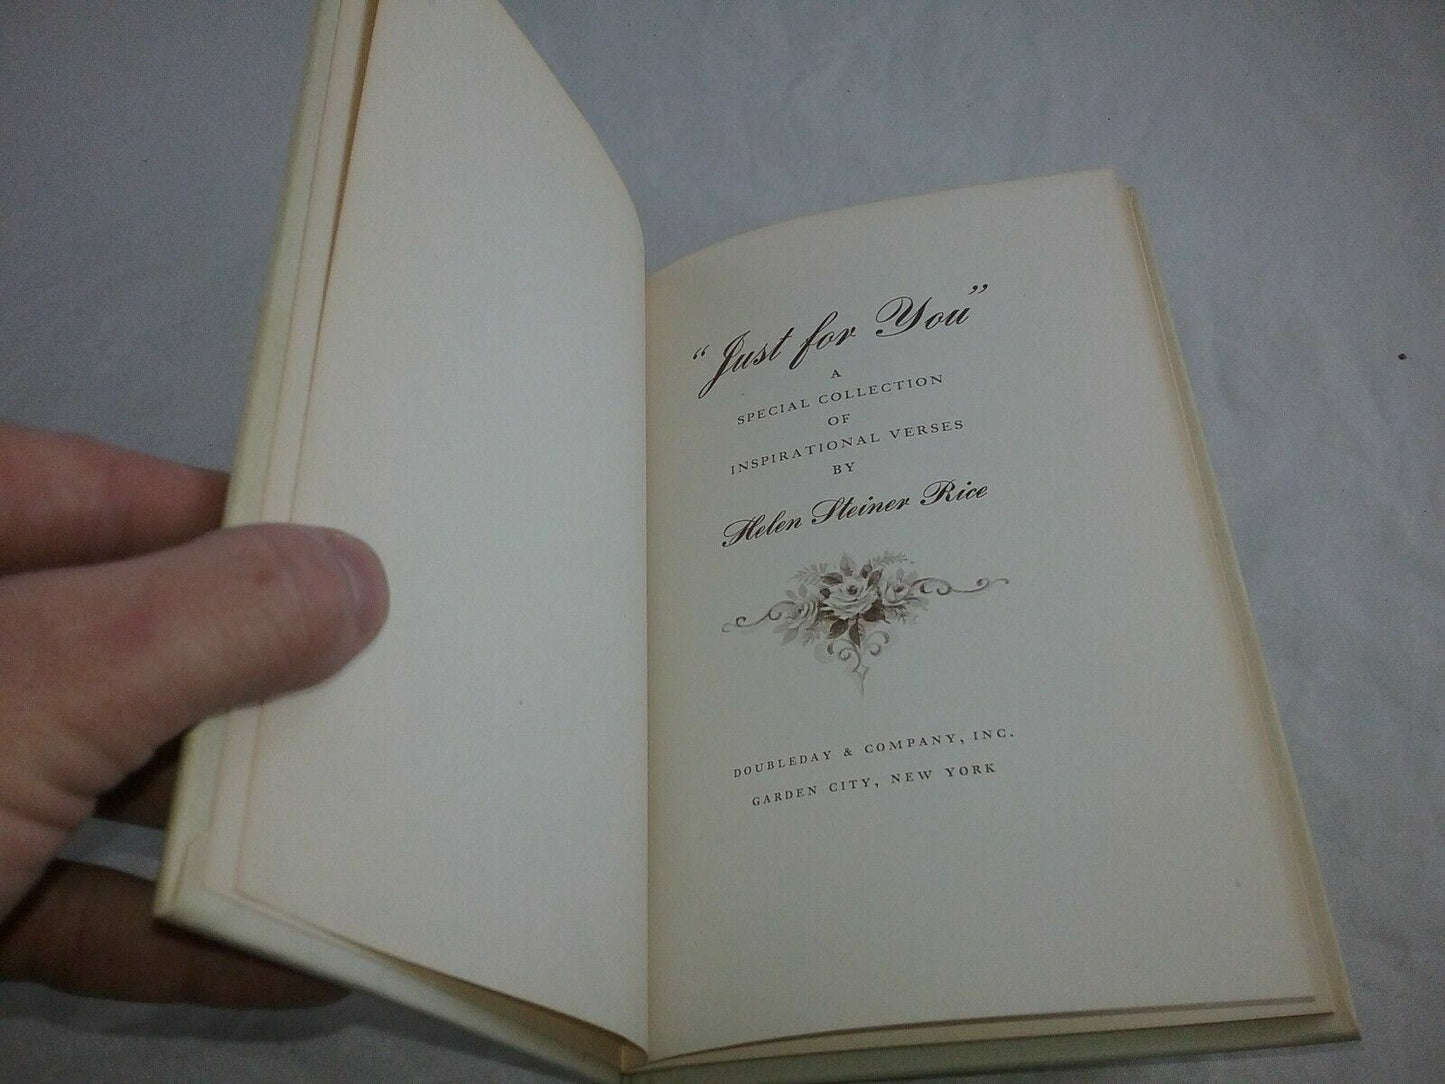 “Just for You”
A
SPECIAL COLLECTION
OF
INSPIRATIONAL VERSES
BY
Helen Steiner Rice
DOUBLEDAY & COMPANY, INC.
GARDEN CITY, NEW YORK